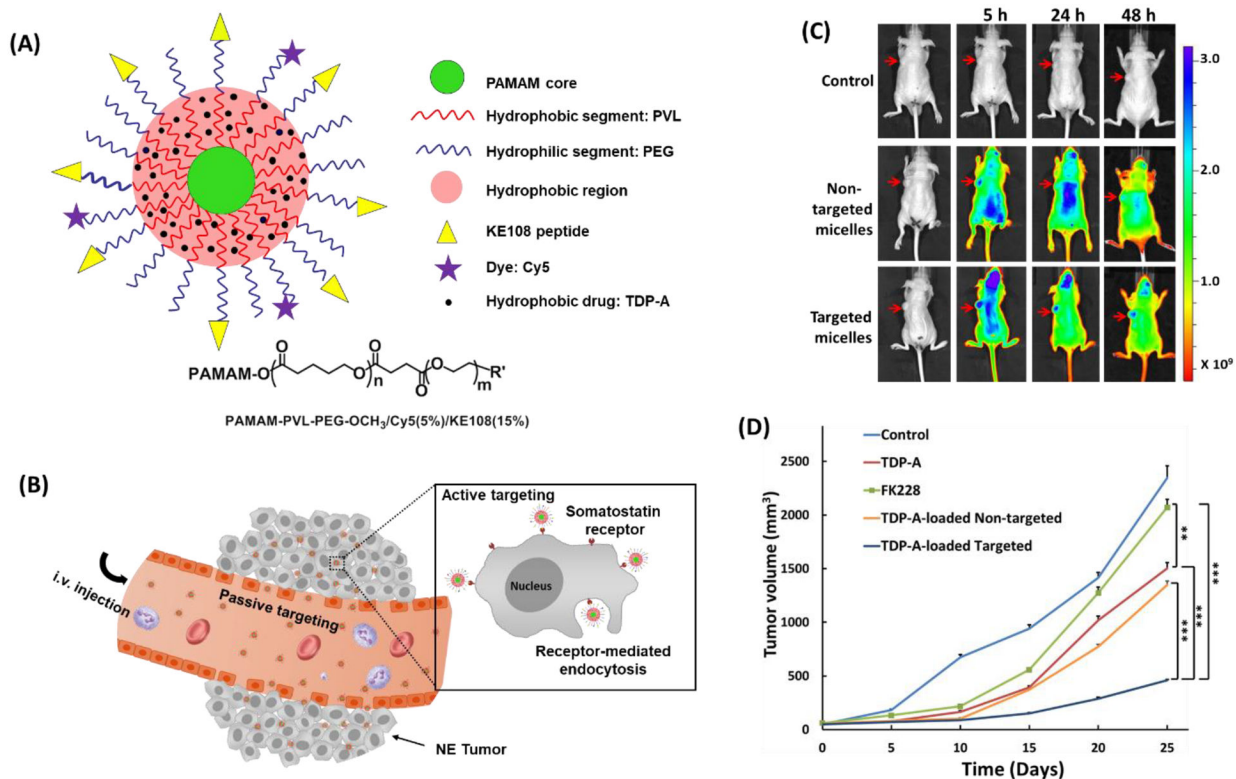 (A)
PAMAM core
Hydrophobic segment: PVL
Hydrophilic segment: PEG
Hydrophobic region
KE108 peptide
Dye: Cy5
Hydrophobic drug: TDP-A
PAMAM-O
O
O
n
O
O
O
m
R'
PAMAM-PVL-PEG-OCH₃/Cy5(5%)/KE108(15%)
(B)
i.v. injection
Passive targeting
NE Tumor
Active targeting
Somatostatin
receptor
Nucleus
Receptor-mediated
endocytosis
(C)
5 h
24 h
48 h
Control
Non-
targeted
micelles
Targeted
micelles
3.0
2.0
1.0
X 10⁹
(D)
Control
TDP-A
FK228
TDP-A-loaded Non-targeted
TDP-A-loaded Targeted
Tumor volume (mm³)
2500
2000
1500
1000
500
0
0
5
10
15
20
25
Time (Days)
**
***
***
***